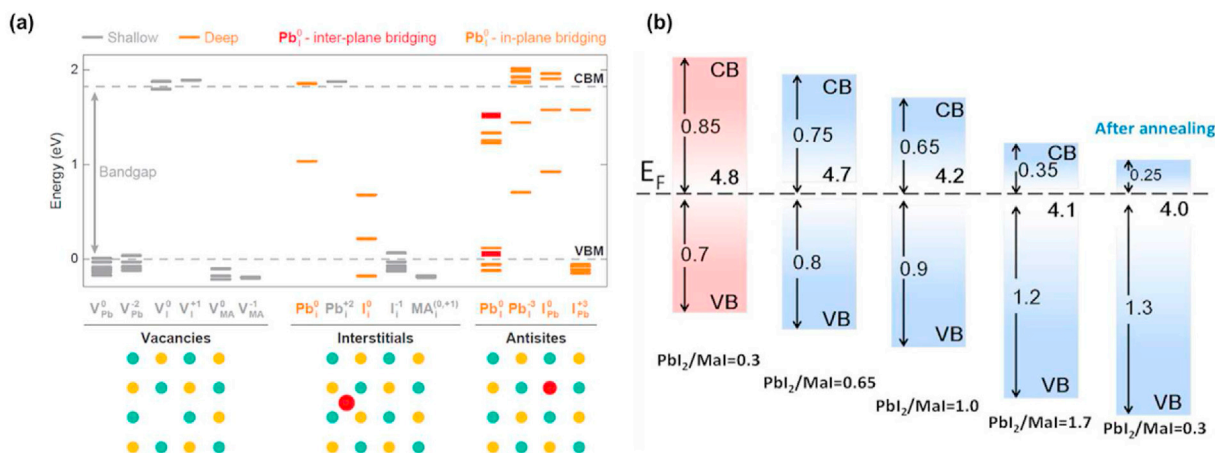 (a)
Shallow Deep Pb_I^0 - inter-plane bridging Pb_I^0 - in-plane bridging
2
CBM
Bandgap
Energy (eV)
1
VBM
0
V_Pb^0 V_Pb^-2 V_I^0 V_I^+1 V_MA^0 V_MA^-1 Pb_i^0 Pb_i^+2 I_i^0 I_i^-1 MA_i^(0,+1) Pb_I^0 Pb_I^-3 I_Pb^0 I_Pb^+3
Vacancies Interstitials Antisites
(b)
CB CB CB CB After annealing
0.85 0.75 0.65 0.35 0.25
E_F 4.8 4.7 4.2 4.1 4.0
0.7 0.8 0.9 1.2 1.3
VB VB VB VB VB
PbI₂/MaI=0.3
PbI₂/MaI=0.65
PbI₂/MaI=1.0
PbI₂/MaI=1.7
PbI₂/MaI=0.3